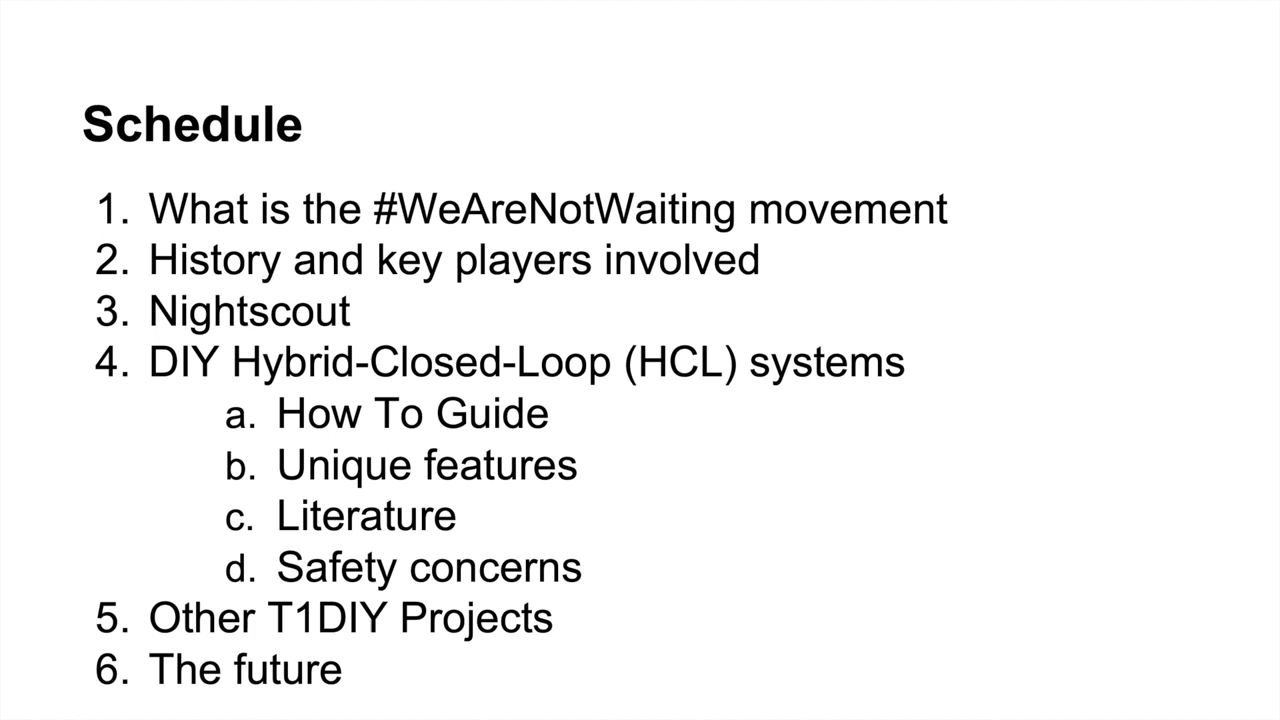 Schedule
1. What is the #WeAreNotWaiting movement
2. History and key players involved
3. Nightscout
4. DIY Hybrid-Closed-Loop (HCL) systems
a. How To Guide
b. Unique features
c. Literature
d. Safety concerns
5. Other T1DIY Projects
6. The future